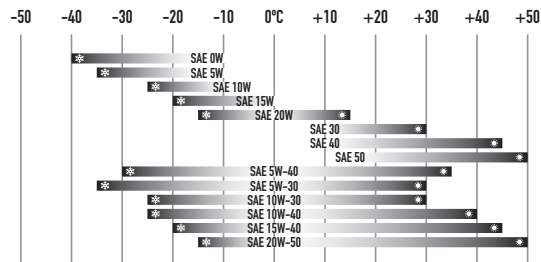 -50 -40 -30 -20 -10 0°C +10 +20 +30 +40 +50
SAE 0W
SAE 5W
SAE 10W
SAE 15W
SAE 20W
SAE 30
SAE 40
SAE 50
SAE 5W-40
SAE 5W-30
SAE 10W-30
SAE 10W-40
SAE 15W-40
SAE 20W-50